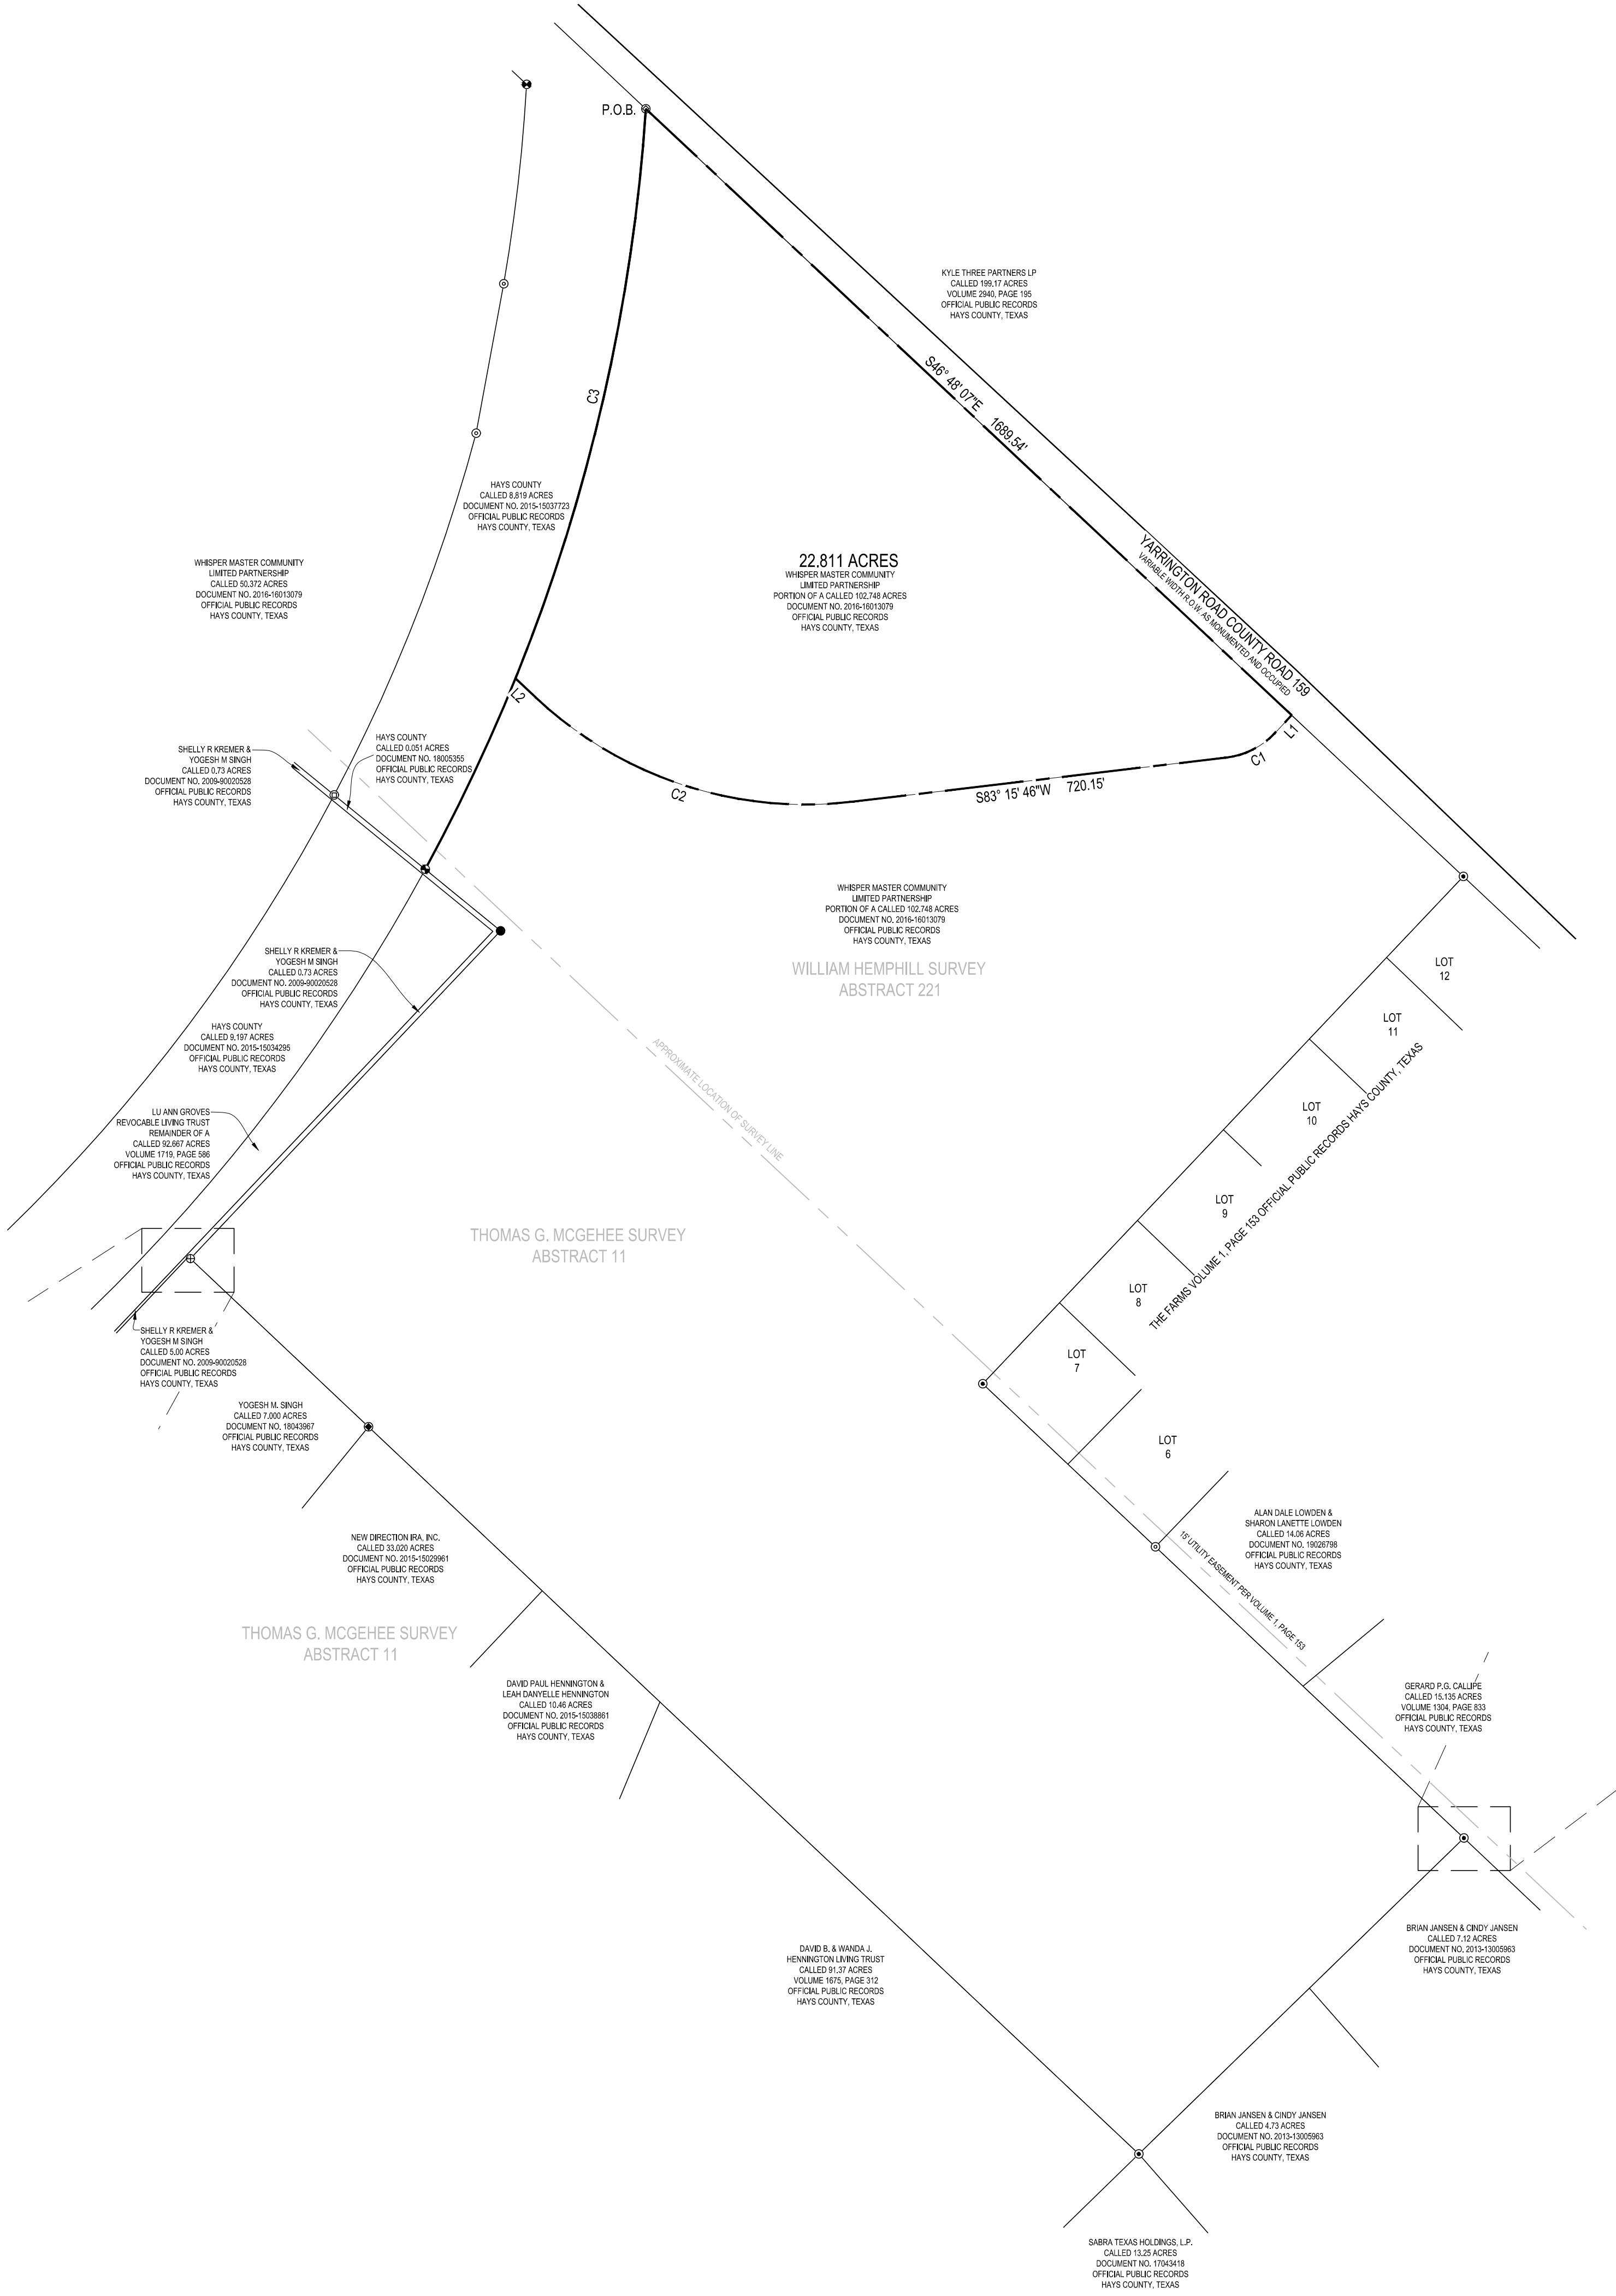 P.O.B.
KYLE THREE PARTNERS LP
CALLED 199.17 ACRES
VOLUME 2940, PAGE 195
OFFICIAL PUBLIC RECORDS
HAYS COUNTY, TEXAS
C3
S46° 48' 07"E 1689.54'
HAYS COUNTY
CALLED 8.819 ACRES
DOCUMENT NO. 2015-15037723
OFFICIAL PUBLIC RECORDS
HAYS COUNTY, TEXAS
WHISPER MASTER COMMUNITY
LIMITED PARTNERSHIP
CALLED 50.372 ACRES
DOCUMENT NO. 2016-16013079
OFFICIAL PUBLIC RECORDS
HAYS COUNTY, TEXAS
22.811 ACRES
WHISPER MASTER COMMUNITY
LIMITED PARTNERSHIP
PORTION OF A CALLED 102.748 ACRES
DOCUMENT NO. 2016-16013079
OFFICIAL PUBLIC RECORDS
HAYS COUNTY, TEXAS
YARRINGTON ROAD COUNTY ROAD 159
VARIABLE WIDTH R.O.W. AS MONUMENTED AND OCCUPIED
L2
L1
C1
C2
S83° 15' 46"W 720.15'
SHELLY R KREMER &
YOGESH M SINGH
CALLED 0.73 ACRES
DOCUMENT NO. 2009-90020528
OFFICIAL PUBLIC RECORDS
HAYS COUNTY, TEXAS
HAYS COUNTY
CALLED 0.051 ACRES
DOCUMENT NO. 18005355
OFFICIAL PUBLIC RECORDS
HAYS COUNTY, TEXAS
WHISPER MASTER COMMUNITY
LIMITED PARTNERSHIP
PORTION OF A CALLED 102.748 ACRES
DOCUMENT NO. 2016-16013079
OFFICIAL PUBLIC RECORDS
HAYS COUNTY, TEXAS
WILLIAM HEMPHILL SURVEY
ABSTRACT 221
SHELLY R KREMER &
YOGESH M SINGH
CALLED 0.73 ACRES
DOCUMENT NO. 2009-90020528
OFFICIAL PUBLIC RECORDS
HAYS COUNTY, TEXAS
HAYS COUNTY
CALLED 9.197 ACRES
DOCUMENT NO. 2015-15034295
OFFICIAL PUBLIC RECORDS
HAYS COUNTY, TEXAS
APPROXIMATE LOCATION OF SURVEY LINE
LOT
12
LOT
11
LOT
10
LOT
9
LOT
8
LOT
7
LOT
6
THE FARMS VOLUME 1, PAGE 153 OFFICIAL PUBLIC RECORDS HAYS COUNTY, TEXAS
LU ANN GROVES
REVOCABLE LIVING TRUST
REMAINDER OF A
CALLED 92.667 ACRES
VOLUME 1719, PAGE 586
OFFICIAL PUBLIC RECORDS
HAYS COUNTY, TEXAS
THOMAS G. MCGEHEE SURVEY
ABSTRACT 11
SHELLY R KREMER &
YOGESH M SINGH
CALLED 5.00 ACRES
DOCUMENT NO. 2009-90020528
OFFICIAL PUBLIC RECORDS
HAYS COUNTY, TEXAS
YOGESH M. SINGH
CALLED 7.000 ACRES
DOCUMENT NO. 18043967
OFFICIAL PUBLIC RECORDS
HAYS COUNTY, TEXAS
NEW DIRECTION IRA, INC.
CALLED 33.020 ACRES
DOCUMENT NO. 2015-15029961
OFFICIAL PUBLIC RECORDS
HAYS COUNTY, TEXAS
ALAN DALE LOWDEN &
SHARON LANETTE LOWDEN
CALLED 14.06 ACRES
DOCUMENT NO. 19026798
OFFICIAL PUBLIC RECORDS
HAYS COUNTY, TEXAS
15' UTILITY EASEMENT PER VOLUME 1, PAGE 153
THOMAS G. MCGEHEE SURVEY
ABSTRACT 11
DAVID PAUL HENNINGTON &
LEAH DANYELLE HENNINGTON
CALLED 10.46 ACRES
DOCUMENT NO. 2015-15038861
OFFICIAL PUBLIC RECORDS
HAYS COUNTY, TEXAS
GERARD P.G. CALLIPE
CALLED 15.135 ACRES
VOLUME 1304, PAGE 833
OFFICIAL PUBLIC RECORDS
HAYS COUNTY, TEXAS
DAVID B. & WANDA J.
HENNINGTON LIVING TRUST
CALLED 91.37 ACRES
VOLUME 1675, PAGE 312
OFFICIAL PUBLIC RECORDS
HAYS COUNTY, TEXAS
BRIAN JANSEN & CINDY JANSEN
CALLED 7.12 ACRES
DOCUMENT NO. 2013-13005963
OFFICIAL PUBLIC RECORDS
HAYS COUNTY, TEXAS
BRIAN JANSEN & CINDY JANSEN
CALLED 4.73 ACRES
DOCUMENT NO. 2013-13005963
OFFICIAL PUBLIC RECORDS
HAYS COUNTY, TEXAS
SABRA TEXAS HOLDINGS, L.P.
CALLED 13.25 ACRES
DOCUMENT NO. 17043418
OFFICIAL PUBLIC RECORDS
HAYS COUNTY, TEXAS